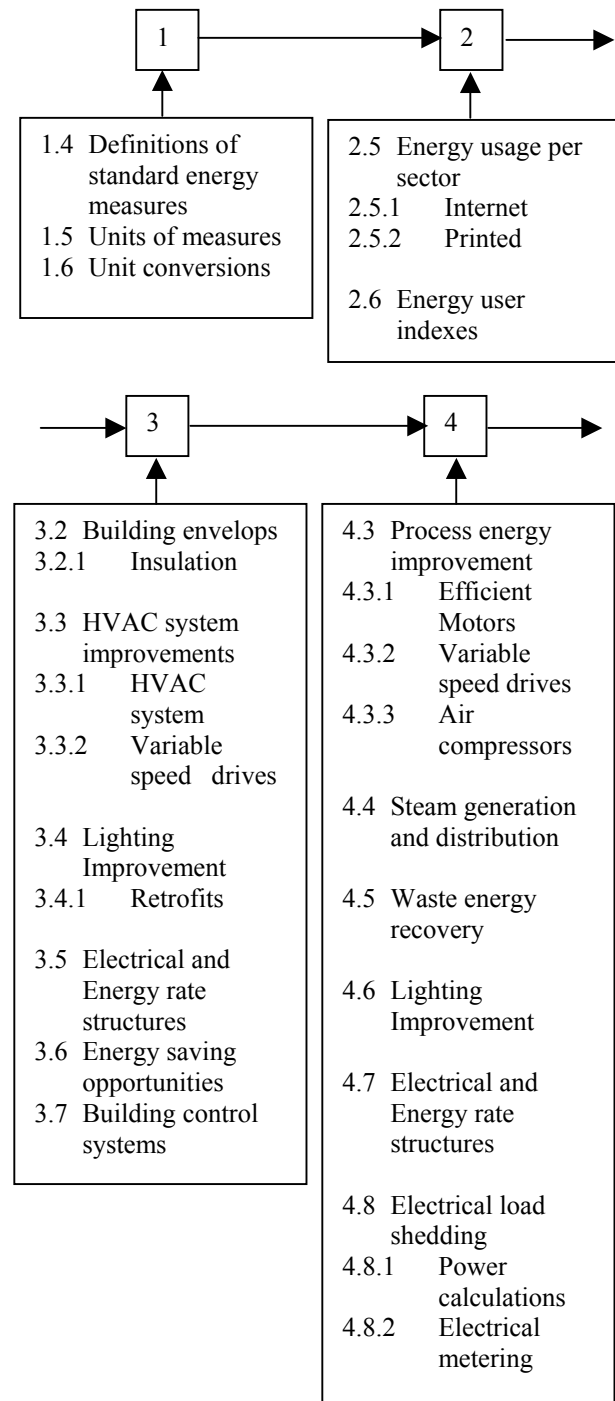 1
2
1.4 Definitions of
standard energy
measures
1.5 Units of measures
1.6 Unit conversions
2.5 Energy usage per
sector
2.5.1 Internet
2.5.2 Printed
2.6 Energy user
indexes
3
4
3.2 Building envelops
3.2.1 Insulation
3.3 HVAC system
improvements
3.3.1 HVAC
system
3.3.2 Variable
speed drives
3.4 Lighting
Improvement
3.4.1 Retrofits
3.5 Electrical and
Energy rate
structures
3.6 Energy saving
opportunities
3.7 Building control
systems
4.3 Process energy
improvement
4.3.1 Efficient
Motors
4.3.2 Variable
speed drives
4.3.3 Air
compressors
4.4 Steam generation
and distribution
4.5 Waste energy
recovery
4.6 Lighting
Improvement
4.7 Electrical and
Energy rate
structures
4.8 Electrical load
shedding
4.8.1 Power
calculations
4.8.2 Electrical
metering